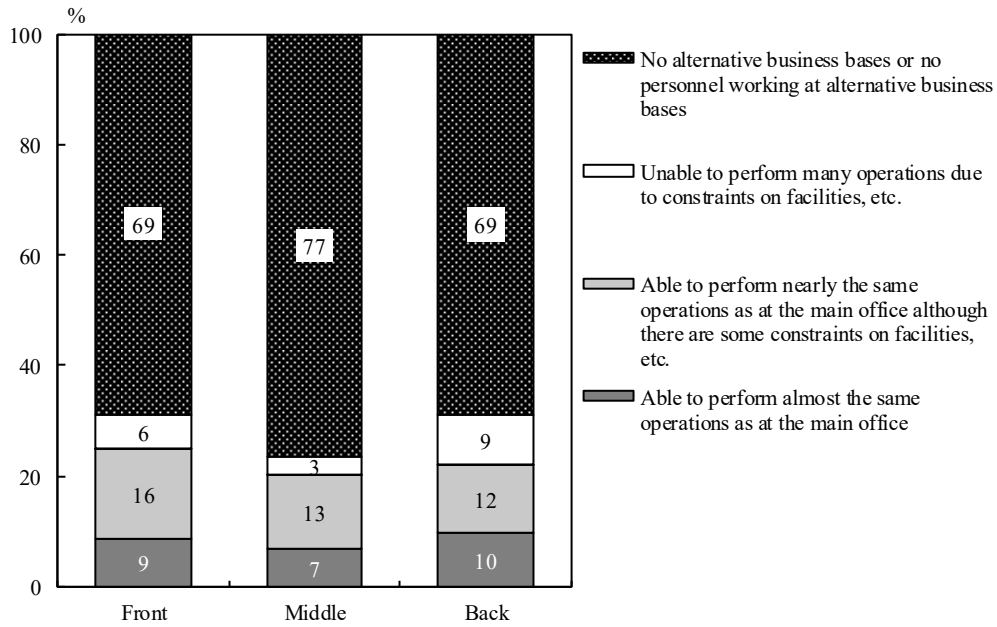 %
100
80
60
40
20
0
69
6
16
9
77
3
13
7
69
9
12
10
Front
Middle
Back
No alternative business bases or no
personnel working at alternative business
bases
Unable to perform many operations due
to constraints on facilities, etc.
Able to perform nearly the same
operations as at the main office although
there are some constraints on facilities,
etc.
Able to perform almost the same
operations as at the main office